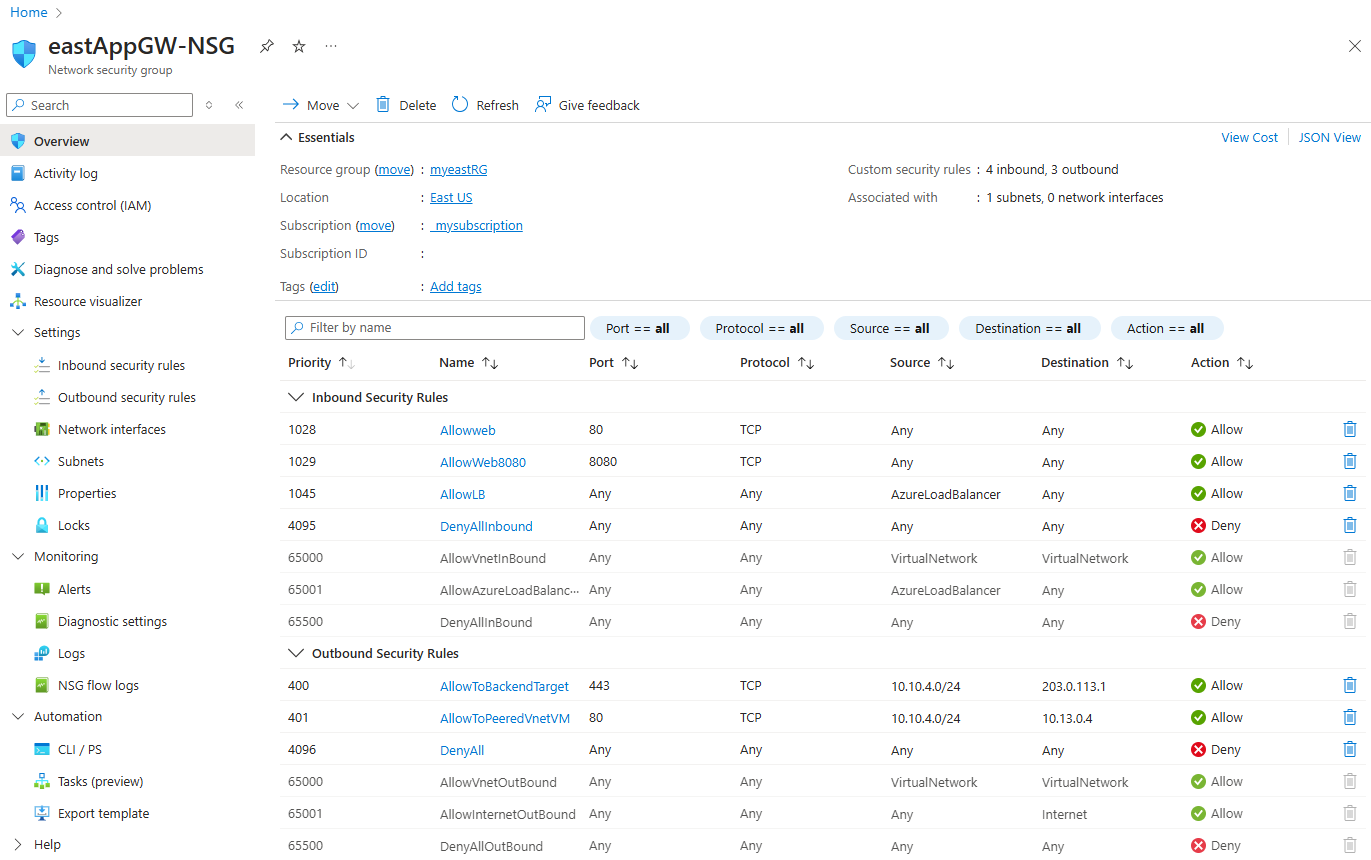 Home
eastAppGW-NSG
Network security group
Search
Overview
Activity log
Access control (IAM)
Tags
Diagnose and solve problems
Resource visualizer
Settings
Inbound security rules
Outbound security rules
Network interfaces
Subnets
Properties
Locks
Monitoring
Alerts
Diagnostic settings
Logs
NSG flow logs
Automation
CLI / PS
Tasks (preview)
Export template
Help
Move Delete Refresh Give feedback
Essentials View Cost JSON View
Resource group (move) : myeastRG Custom security rules : 4 inbound, 3 outbound
Location : East US Associated with : 1 subnets, 0 network interfaces
Subscription (move) : _mysubscription
Subscription ID :
Tags (edit) : Add tags
Filter by name Port == all Protocol == all Source == all Destination == all Action == all
Priority Name Port Protocol Source Destination Action
Inbound Security Rules
1028 Allowweb 80 TCP Any Any Allow
1029 AllowWeb8080 8080 TCP Any Any Allow
1045 AllowLB Any Any AzureLoadBalancer Any Allow
4095 DenyAllInbound Any Any Any Any Deny
65000 AllowVnetInBound Any Any VirtualNetwork VirtualNetwork Allow
65001 AllowAzureLoadBalanc··· Any Any AzureLoadBalancer Any Allow
65500 DenyAllInBound Any Any Any Any Deny
Outbound Security Rules
400 AllowToBackendTarget 443 TCP 10.10.4.0/24 203.0.113.1 Allow
401 AllowToPeeredVnetVM 80 TCP 10.10.4.0/24 10.13.0.4 Allow
4096 DenyAll Any Any Any Any Deny
65000 AllowVnetOutBound Any Any VirtualNetwork VirtualNetwork Allow
65001 AllowInternetOutBound Any Any Any Internet Allow
65500 DenyAllOutBound Any Any Any Any Deny